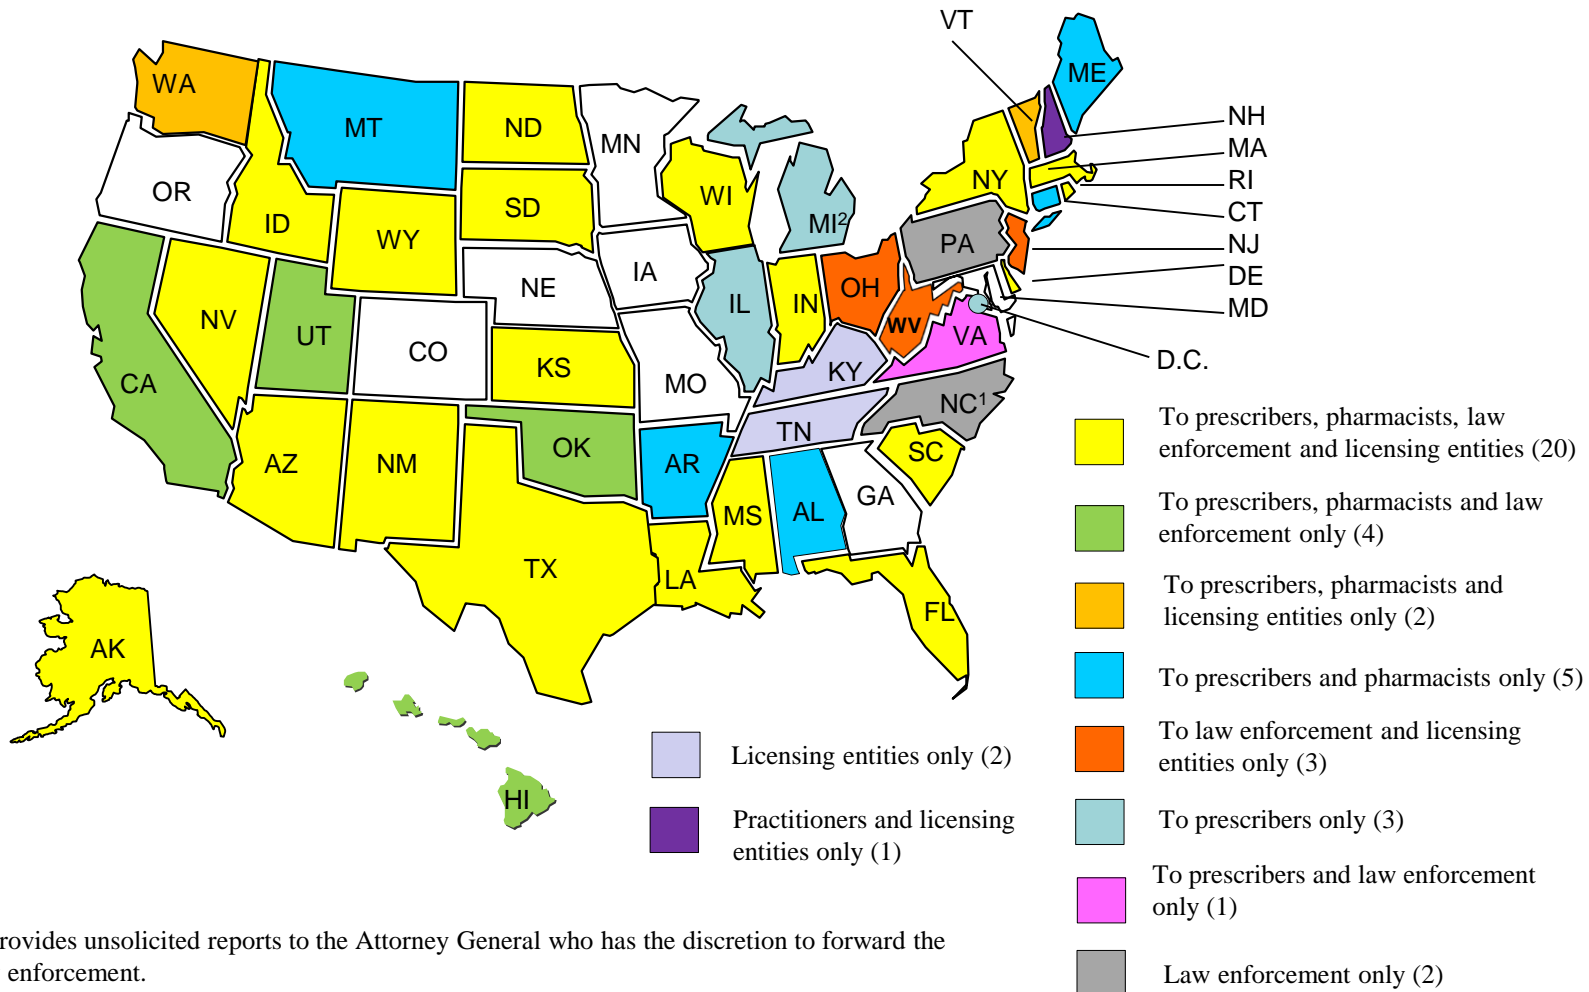 VT
WA
ME
MT
ND
MN
NH
MA
OR
ID
SD
WI
NY
RI
MI²
CT
WY
PA
NJ
IA
NE
DE
IL
IN
OH
MD
NV
UT
CO
WV
VA
D.C.
CA
KS
MO
KY
NC¹
TN
AZ
NM
OK
AR
SC
MS
AL
GA
TX
LA
FL
AK
HI
To prescribers, pharmacists, law
enforcement and licensing entities (20)
To prescribers, pharmacists and law
enforcement only (4)
To prescribers, pharmacists and
licensing entities only (2)
To prescribers and pharmacists only (5)
To law enforcement and licensing
entities only (3)
To prescribers only (3)
To prescribers and law enforcement
only (1)
Law enforcement only (2)
Licensing entities only (2)
Practitioners and licensing
entities only (1)
rovides unsolicited reports to the Attorney General who has the discretion to forward the
enforcement.